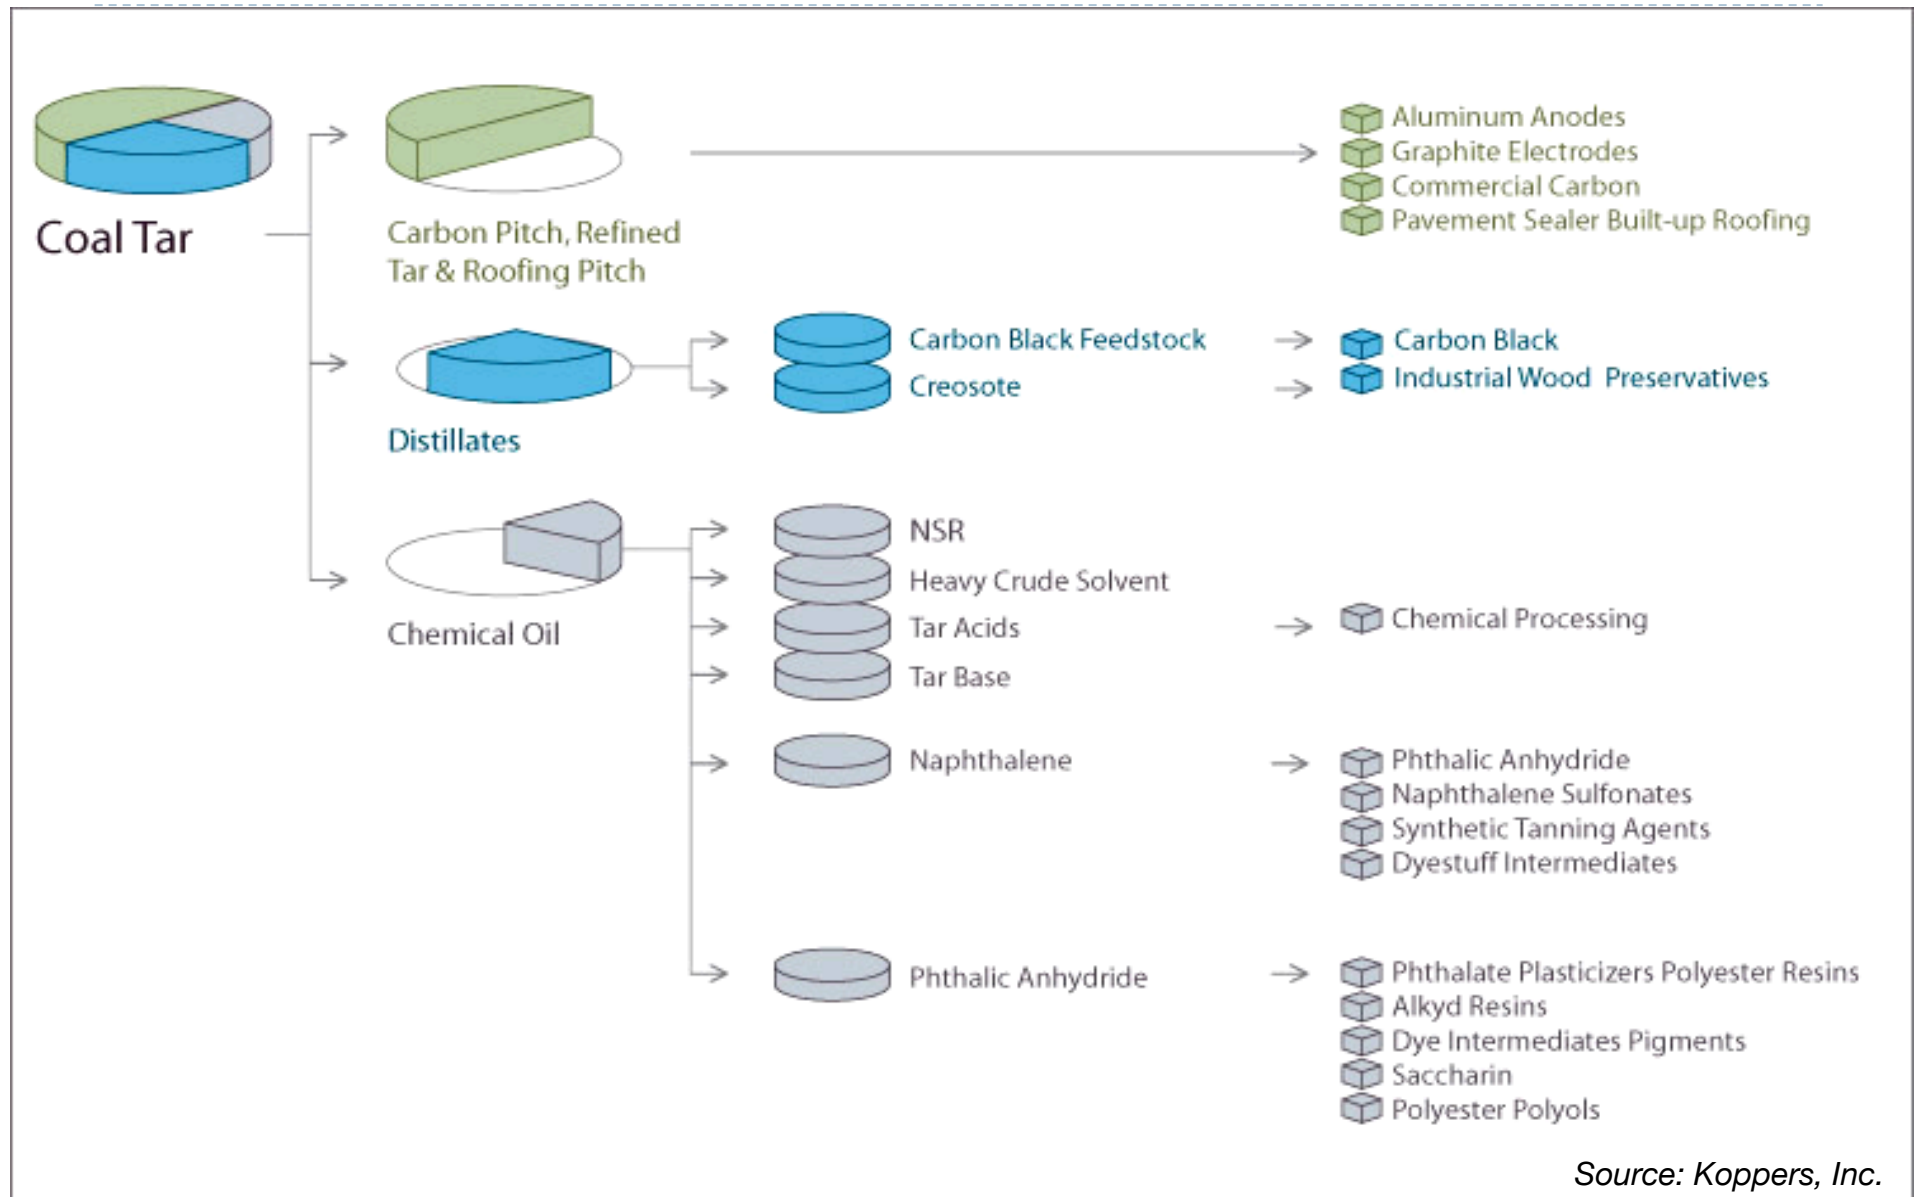 Coal Tar
Carbon Pitch, Refined
Tar & Roofing Pitch
Aluminum Anodes
Graphite Electrodes
Commercial Carbon
Pavement Sealer Built-up Roofing
Distillates
Carbon Black Feedstock
Creosote
Carbon Black
Industrial Wood Preservatives
Chemical Oil
NSR
Heavy Crude Solvent
Tar Acids
Tar Base
Chemical Processing
Naphthalene
Phthalic Anhydride
Naphthalene Sulfonates
Synthetic Tanning Agents
Dyestuff Intermediates
Phthalic Anhydride
Phthalate Plasticizers Polyester Resins
Alkyd Resins
Dye Intermediates Pigments
Saccharin
Polyester Polyols
Source: Koppers, Inc.